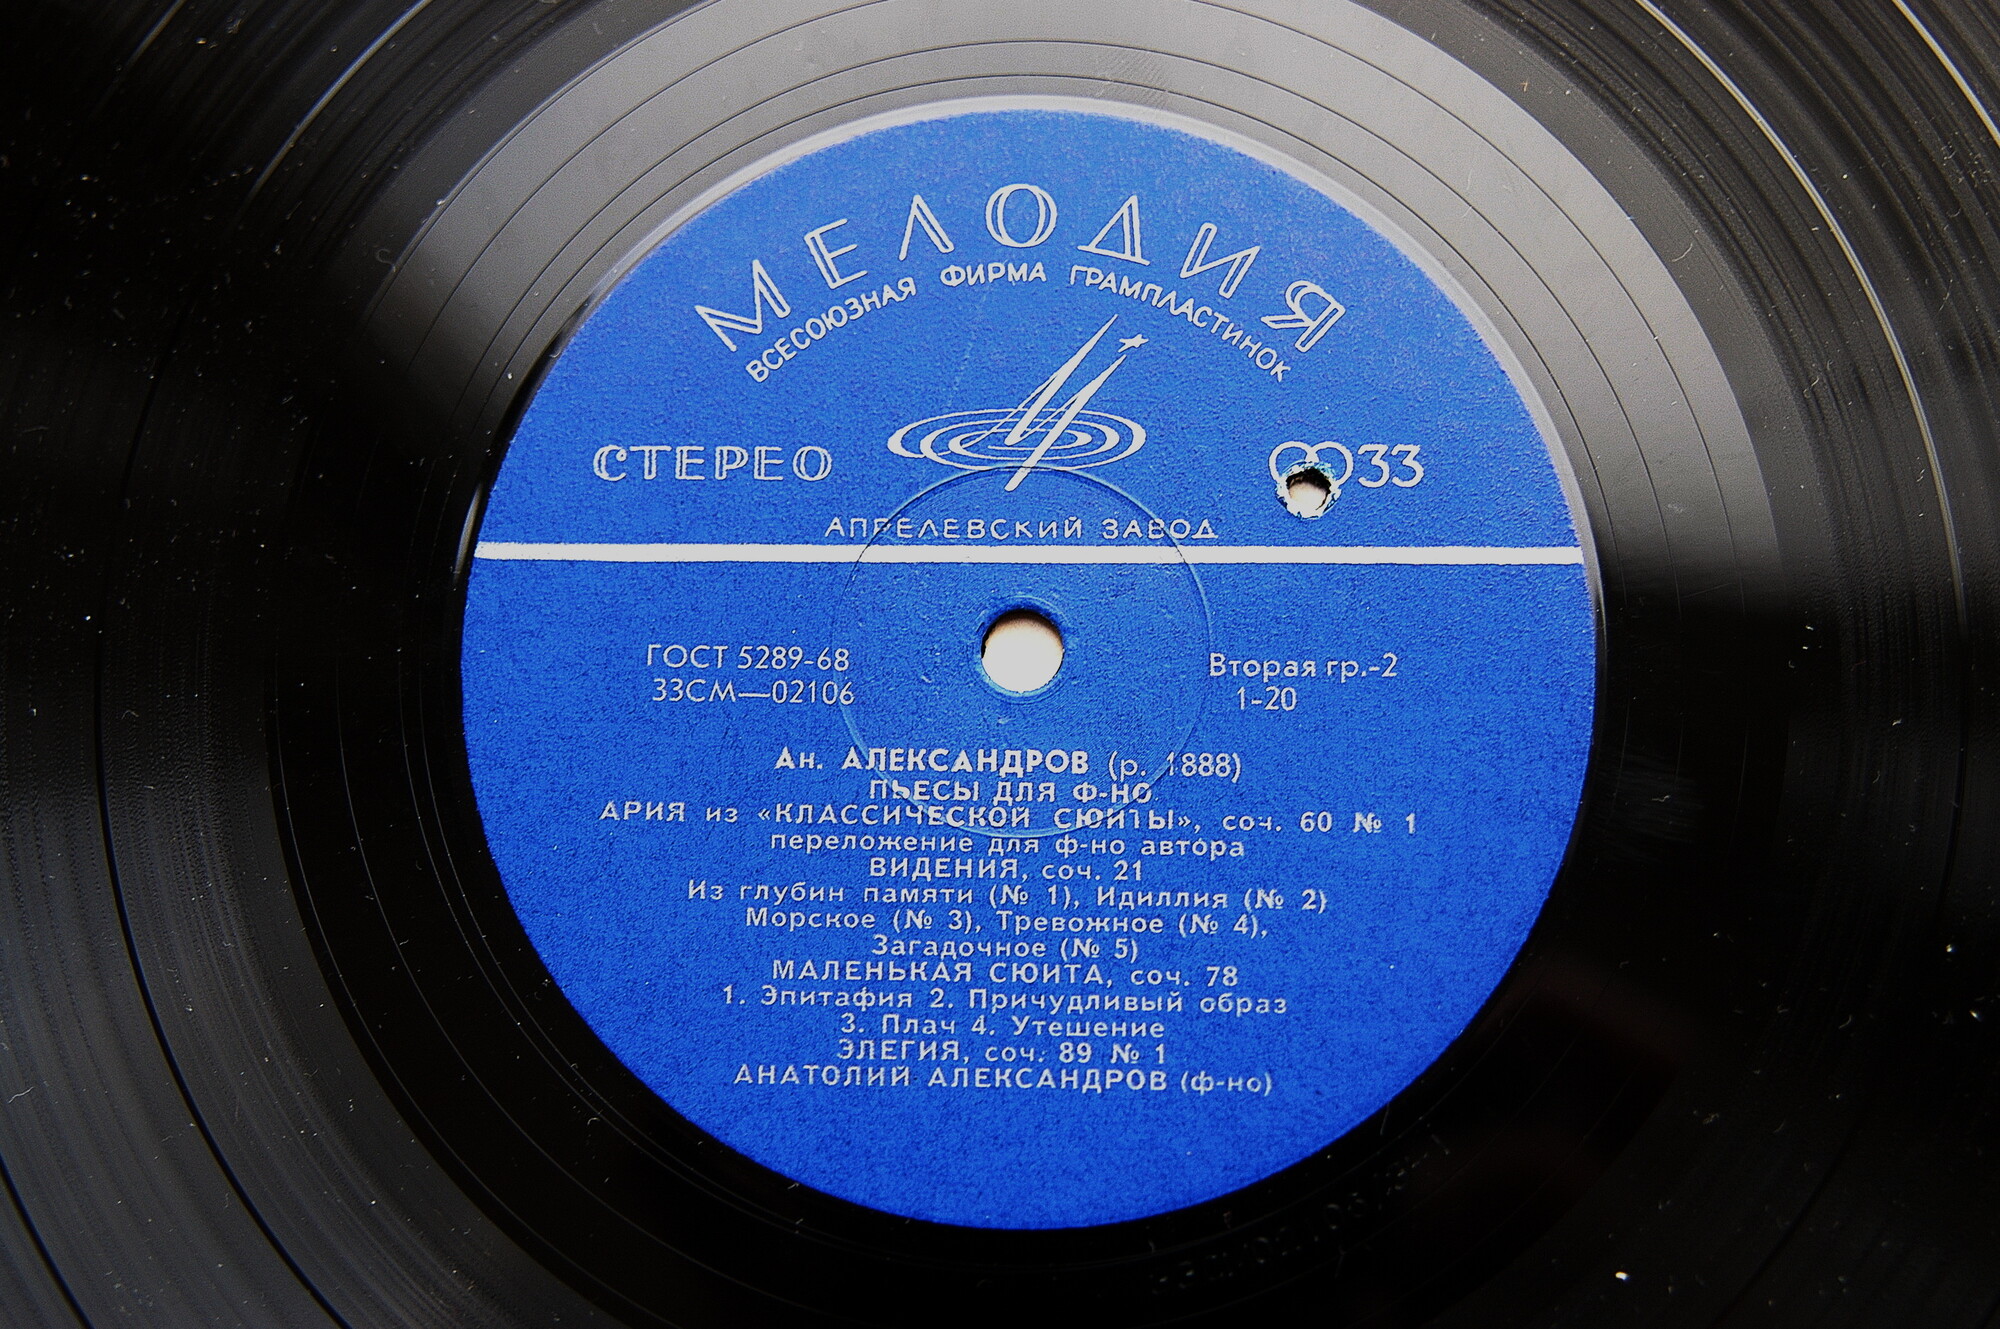 МЕЛОДИЯ
ВСЕСОЮЗНАЯ ФИРМА ГРАМПЛАСТИНОК
СТЕРЕО 33
АПРЕЛЕВСКИЙ ЗАВОД
ГОСТ 5289-68 Вторая гр.-2
33СМ—02106 1-20
Ан. АЛЕКСАНДРОВ (р. 1888)
ПЬЕСЫ ДЛЯ Ф-НО
АРИЯ из «КЛАССИЧЕСКОЙ СЮИТЫ», соч. 60 № 1
переложение для ф-но автора
ВИДЕНИЯ, соч. 21
Из глубин памяти (№ 1), Идиллия (№ 2)
Морское (№ 3), Тревожное (№ 4),
Загадочное (№ 5)
МАЛЕНЬКАЯ СЮИТА, соч. 78
1. Эпитафия 2. Причудливый образ
3. Плач 4. Утешение
ЭЛЕГИЯ, соч. 89 № 1
АНАТОЛИЙ АЛЕКСАНДРОВ (ф-но)